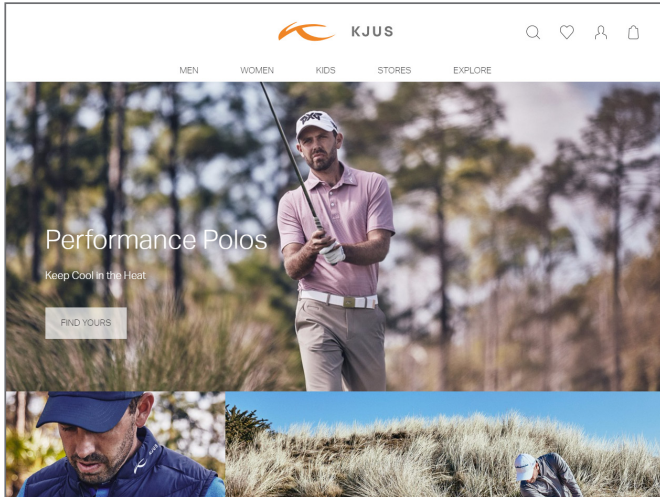 KJUS
MEN WOMEN KIDS STORES EXPLORE
PXG
Performance Polos
Keep Cool in the Heat
FIND YOURS